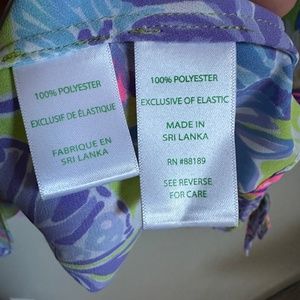 100% POLYESTER
EXCLUSIF DE ÉLASTIQUE
FABRIQUE EN
SRI LANKA
100% POLYESTER
EXCLUSIVE OF ELASTIC
MADE IN
SRI LANKA
RN #88189
SEE REVERSE
FOR CARE